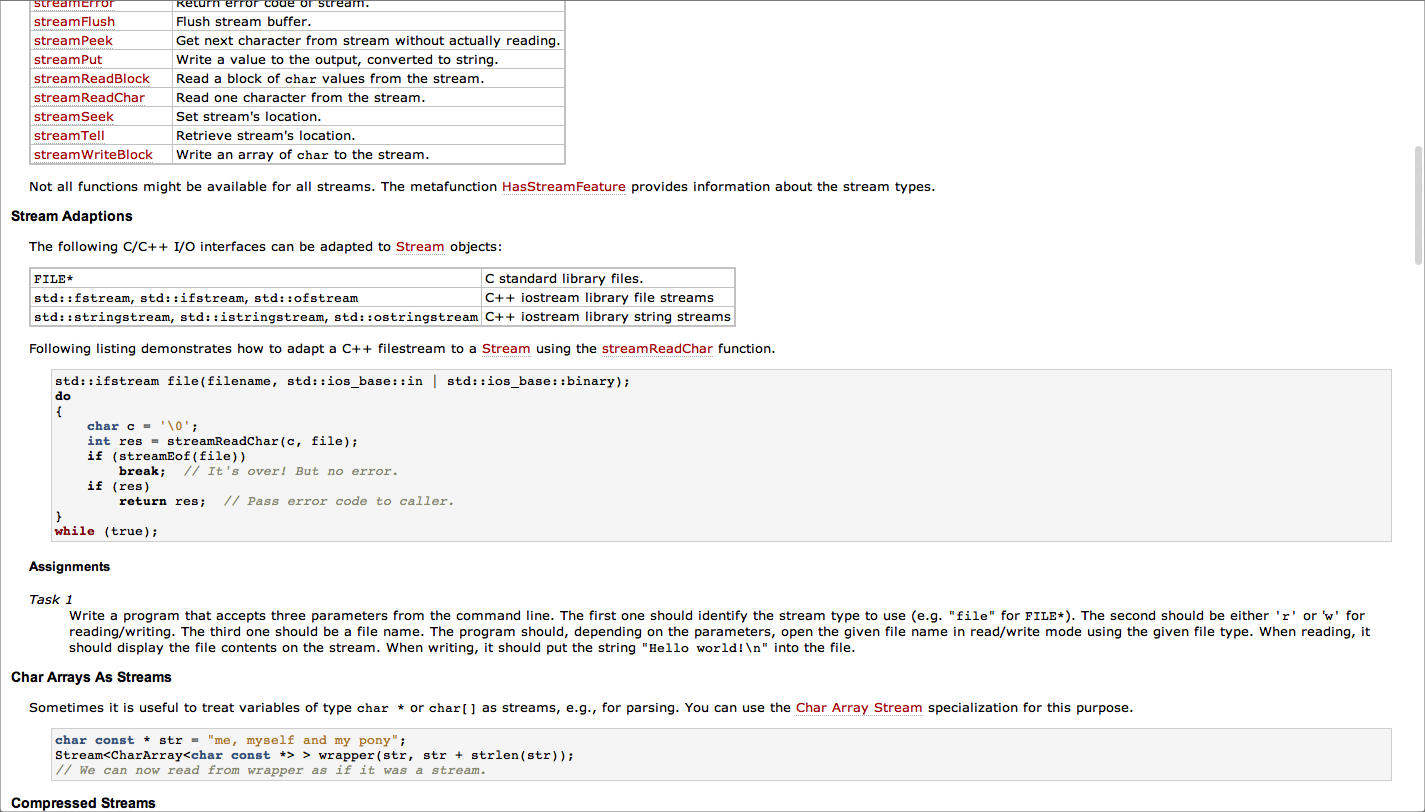 streamError Return error code of stream.
streamFlush Flush stream buffer.
streamPeek Get next character from stream without actually reading.
streamPut Write a value to the output, converted to string.
streamReadBlock Read a block of char values from the stream.
streamReadChar Read one character from the stream.
streamSeek Set stream's location.
streamTell Retrieve stream's location.
streamWriteBlock Write an array of char to the stream.
Not all functions might be available for all streams. The metafunction HasStreamFeature provides information about the stream types.
Stream Adaptions
The following C/C++ I/O interfaces can be adapted to Stream objects:
FILE* C standard library files.
std::fstream, std::ifstream, std::ofstream C++ iostream library file streams
std::stringstream, std::istringstream, std::ostringstream C++ iostream library string streams
Following listing demonstrates how to adapt a C++ filestream to a Stream using the streamReadChar function.
std::ifstream file(filename, std::ios_base::in | std::ios_base::binary);
do
{
    char c = '\0';
    int res = streamReadChar(c, file);
    if (streamEof(file))
        break;  // It's over! But no error.
    if (res)
        return res;  // Pass error code to caller.
}
while (true);
Assignments
Task 1
Write a program that accepts three parameters from the command line. The first one should identify the stream type to use (e.g. "file" for FILE*). The second should be either 'r' or 'w' for
reading/writing. The third one should be a file name. The program should, depending on the parameters, open the given file name in read/write mode using the given file type. When reading, it
should display the file contents on the stream. When writing, it should put the string "Hello world!\n" into the file.
Char Arrays As Streams
Sometimes it is useful to treat variables of type char * or char[] as streams, e.g., for parsing. You can use the Char Array Stream specialization for this purpose.
char const * str = "me, myself and my pony";
Stream<CharArray<char const *> > wrapper(str, str + strlen(str));
// We can now read from wrapper as if it was a stream.
Compressed Streams